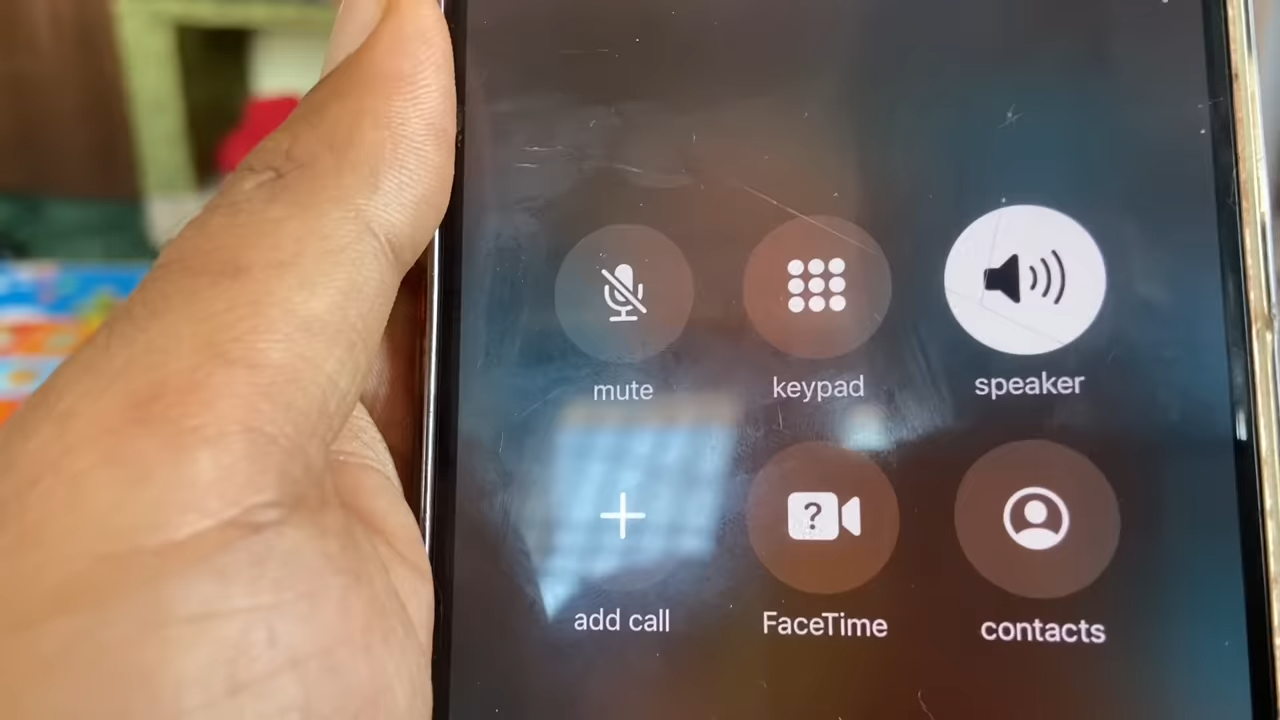 mute
keypad
speaker
add call
FaceTime
contacts